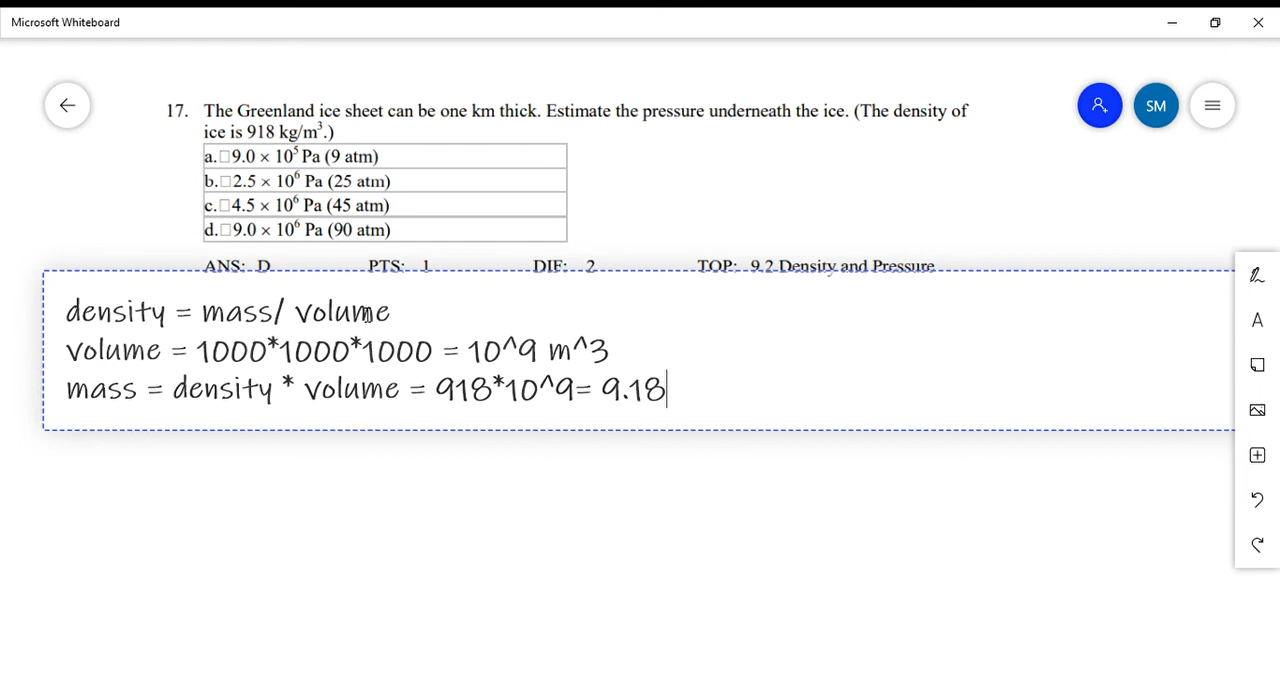 Microsoft Whiteboard
SM
17. The Greenland ice sheet can be one km thick. Estimate the pressure underneath the ice. (The density of
ice is 918 kg/m³.)
a.□9.0 × 10⁵ Pa (9 atm)
b.□2.5 × 10⁶ Pa (25 atm)
c.□4.5 × 10⁶ Pa (45 atm)
d.□9.0 × 10⁶ Pa (90 atm)
ANS: D PTS: 1 DIF: 2 TOP: 9.2 Density and Pressure
density = mass/ volume
volume = 1000*1000*1000 = 10^9 m^3
mass = density * volume = 918*10^9= 9.18
A